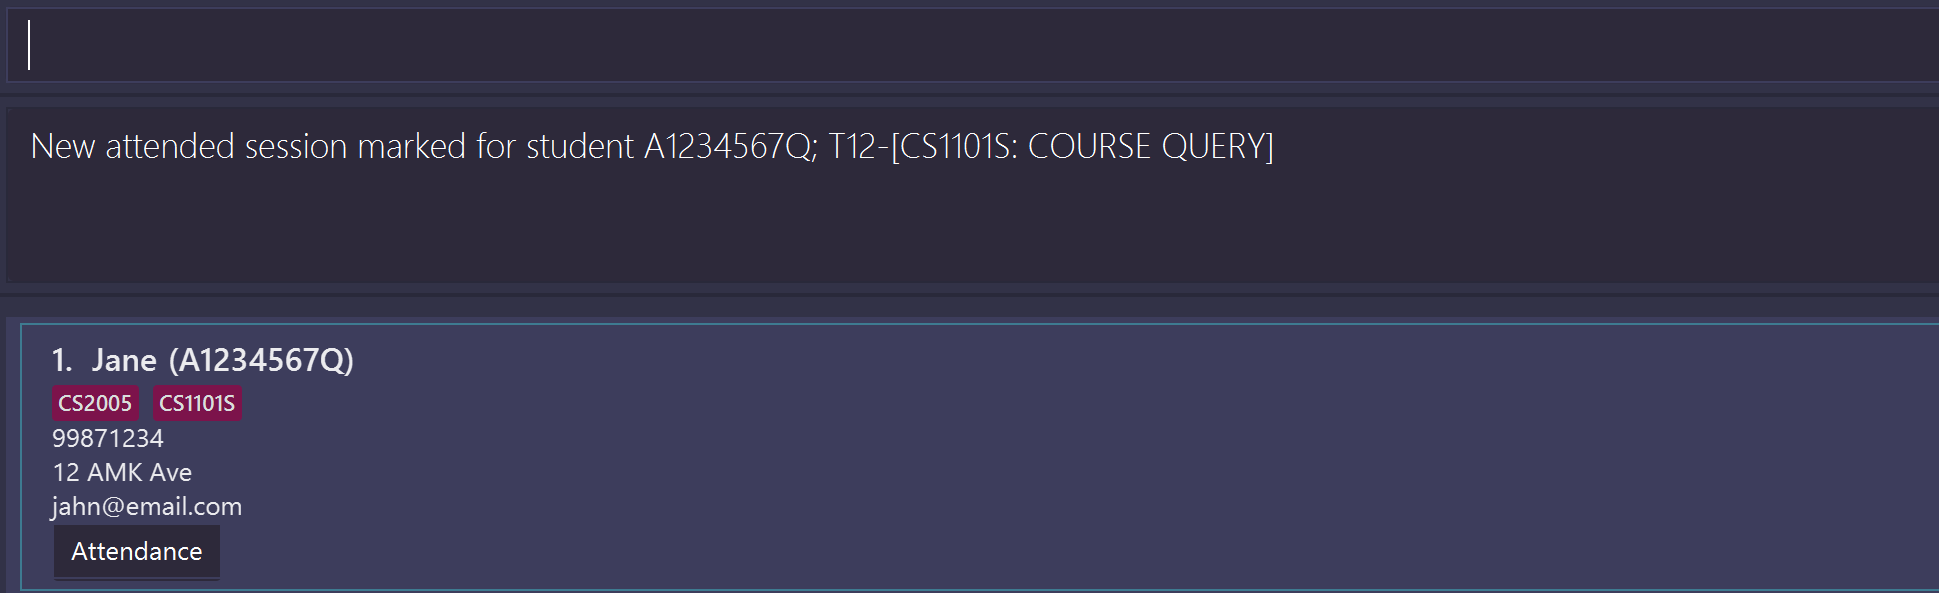 New attended session marked for student A1234567Q; T12-[CS1101S: COURSE QUERY]
1. Jane (A1234567Q)
CS2005 CS1101S
99871234
12 AMK Ave
jahn@email.com
Attendance